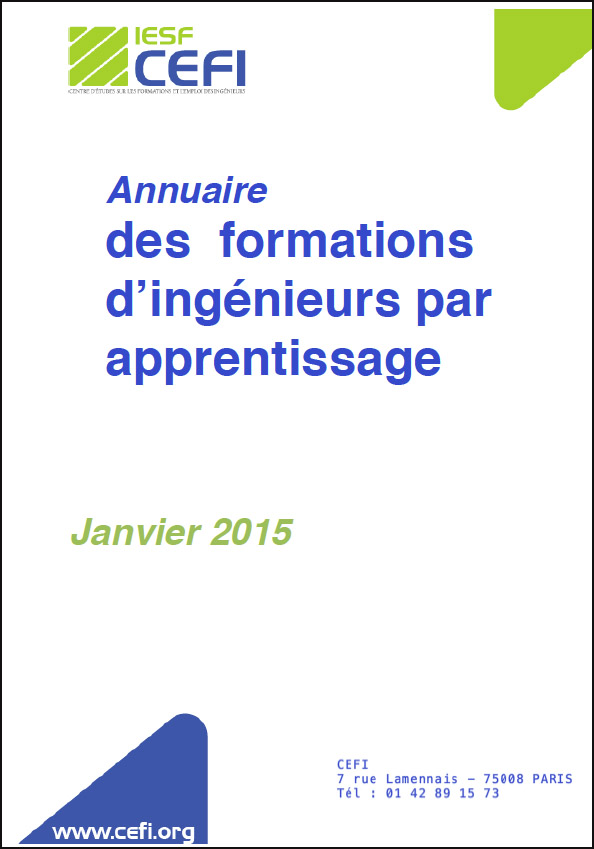 IESF
CEFI
CENTRE D'ÉTUDES SUR LES FORMATIONS ET L'EMPLOI DES INGÉNIEURS
Annuaire
des formations
d’ingénieurs par
apprentissage
Janvier 2015
CEFI
7 rue Lamennais – 75008 PARIS
Tél : 01 42 89 15 73
www.cefi.org